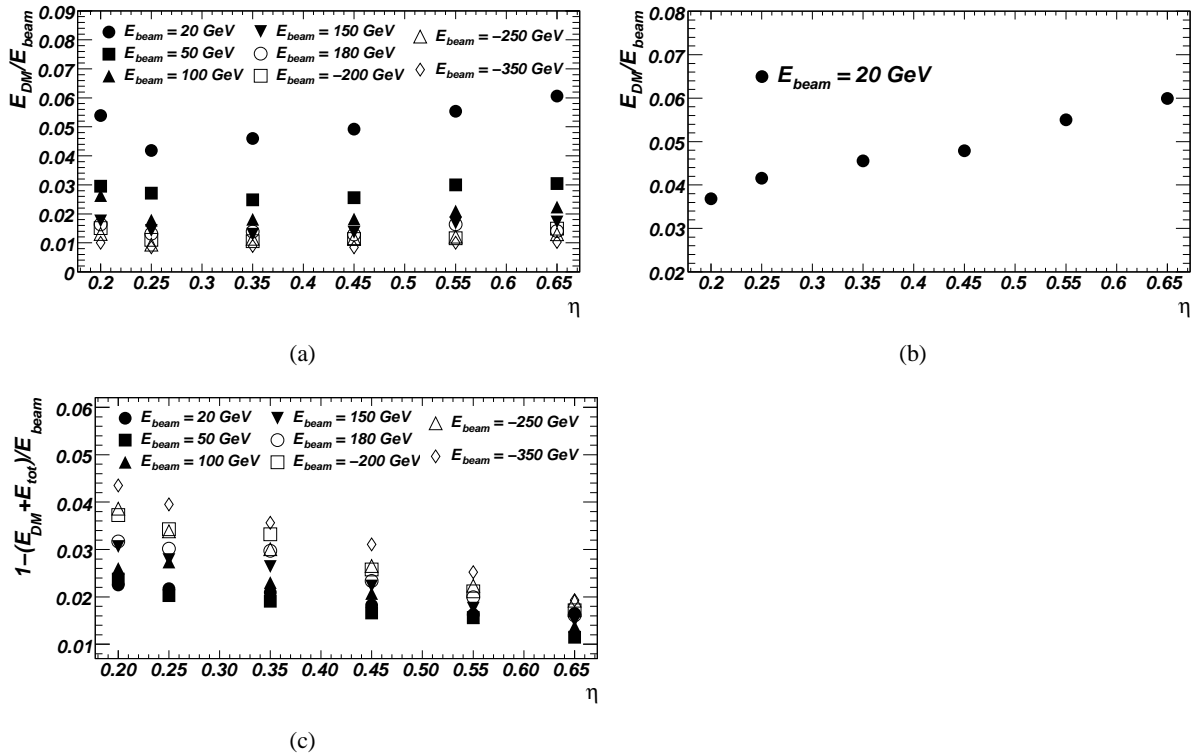 E_DM/E_beam
0.09
0.08
0.07
0.06
0.05
0.04
0.03
0.02
0.01
0
E_beam = 20 GeV
E_beam = 50 GeV
E_beam = 100 GeV
E_beam = 150 GeV
E_beam = 180 GeV
E_beam = −200 GeV
E_beam = −250 GeV
E_beam = −350 GeV
0.2 0.25 0.3 0.35 0.4 0.45 0.5 0.55 0.6 0.65
η
(a)
E_DM/E_beam
0.08
0.07
0.06
0.05
0.04
0.03
0.02
E_beam = 20 GeV
0.2 0.25 0.3 0.35 0.4 0.45 0.5 0.55 0.6 0.65
η
(b)
1−(E_DM+E_tot)/E_beam
0.06
0.05
0.04
0.03
0.02
0.01
E_beam = 20 GeV
E_beam = 50 GeV
E_beam = 100 GeV
E_beam = 150 GeV
E_beam = 180 GeV
E_beam = −200 GeV
E_beam = −250 GeV
E_beam = −350 GeV
0.20 0.25 0.30 0.35 0.40 0.45 0.50 0.55 0.60 0.65
η
(c)